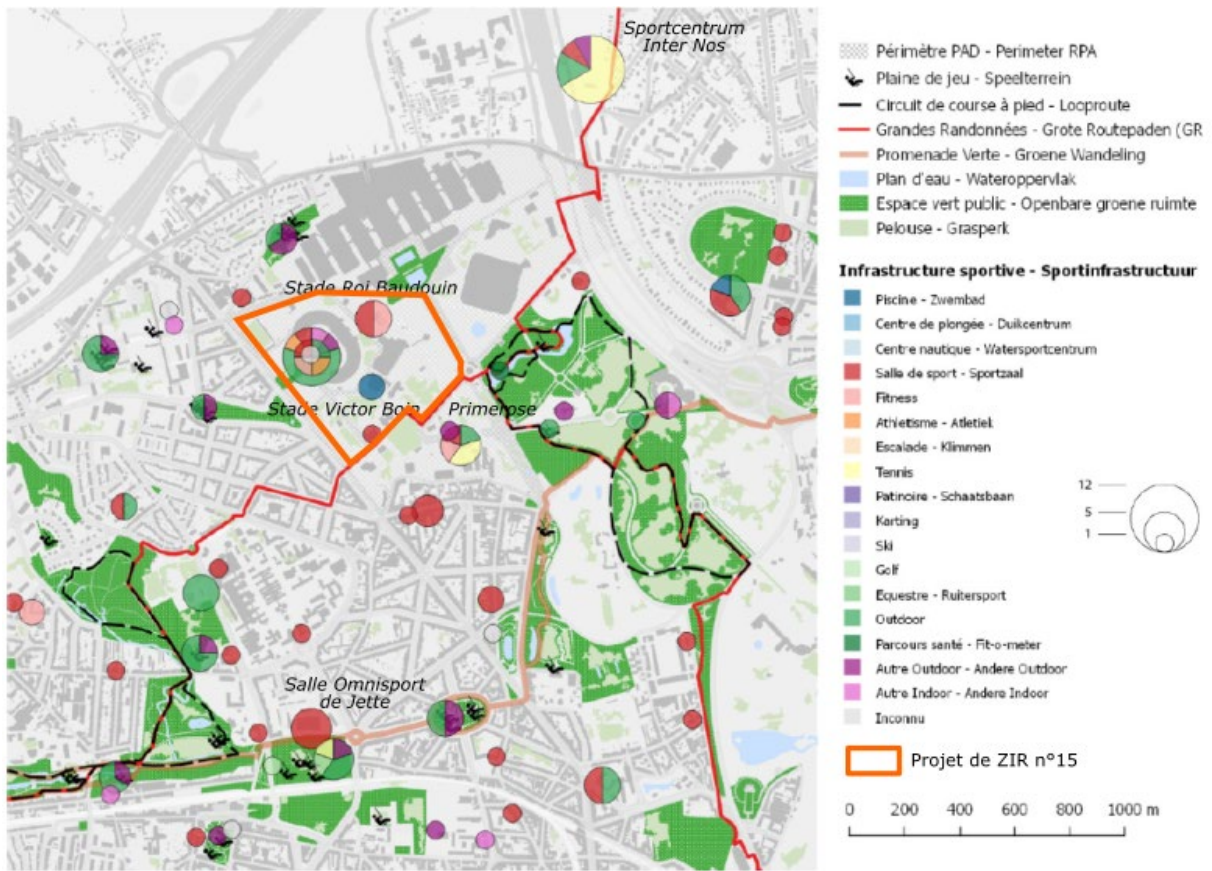 Sportcentrum
Inter Nos
Stade Roi Baudouin
Stade Victor Boin
Primerose
Salle Omnisport
de Jette
Périmètre PAD - Perimeter RPA
Plaine de jeu - Speelterrein
Circuit de course à pied - Looproute
Grandes Randonnées - Grote Routepaden (GR
Promenade Verte - Groene Wandeling
Plan d'eau - Wateroppervlak
Espace vert public - Openbare groene ruimte
Pelouse - Grasperk
Infrastructure sportive - Sportinfrastructuur
Piscine - Zwembad
Centre de plongée - Duikcentrum
Centre nautique - Watersportcentrum
Salle de sport - Sportzaal
Fitness
Athletisme - Atletiek
Escalade - Klimmen
Tennis
Patinoire - Schaatsbaan
Karting
Ski
Golf
Equestre - Ruitersport
Outdoor
Parcours santé - Fit-o-meter
Autre Outdoor - Andere Outdoor
Autre Indoor - Andere Indoor
Inconnu
12
5
1
Projet de ZIR n°15
0 200 400 600 800 1000 m